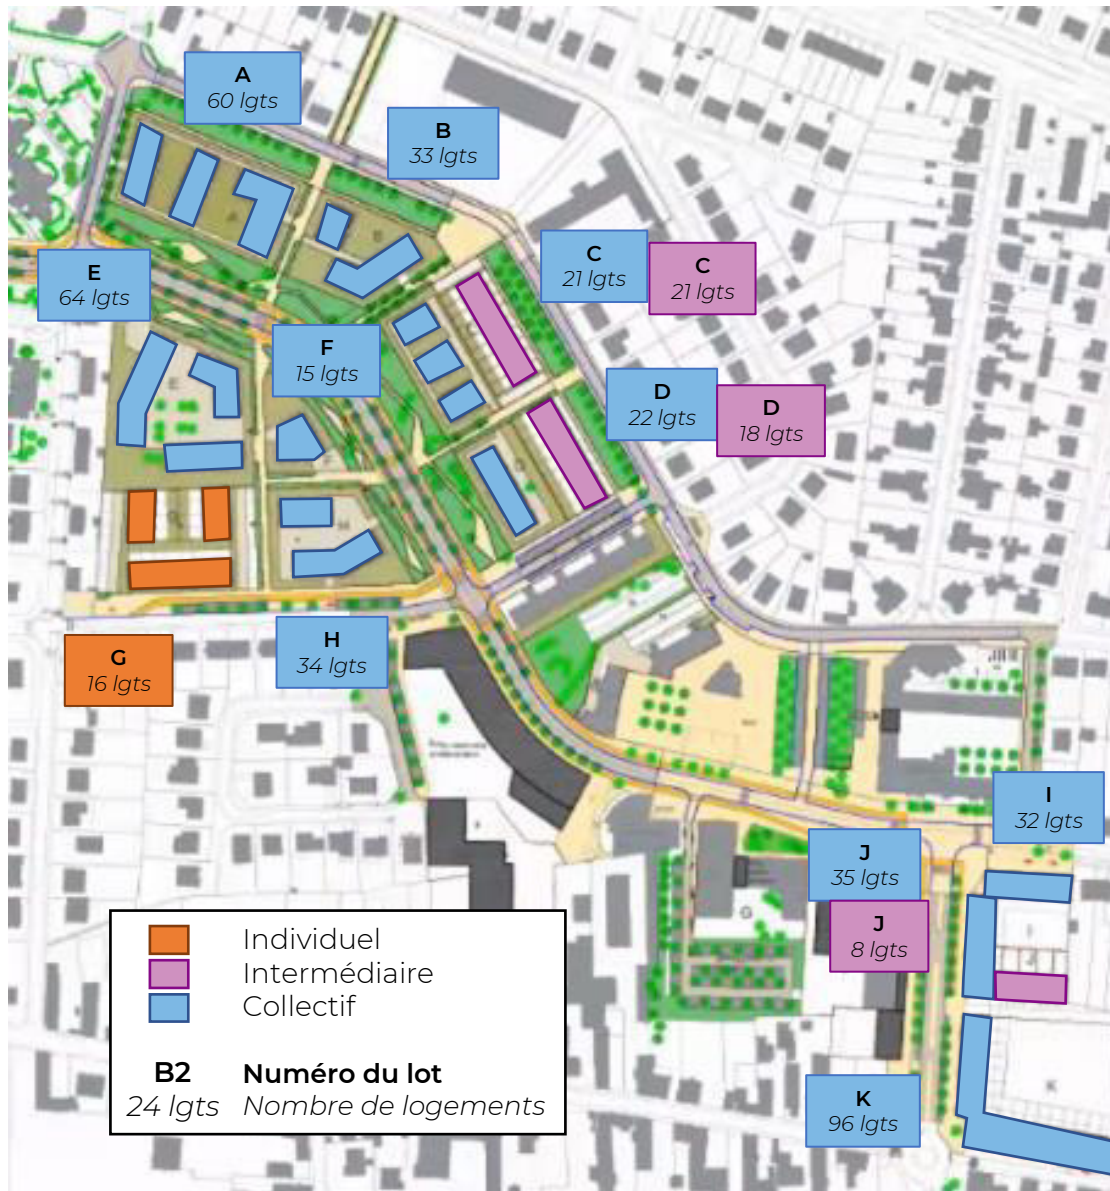 A
60 lgts
B
33 lgts
C
21 lgts
C
21 lgts
E
64 lgts
F
15 lgts
D
22 lgts
D
18 lgts
H
34 lgts
G
16 lgts
I
32 lgts
J
35 lgts
J
8 lgts
K
96 lgts
Individuel
Intermédiaire
Collectif
B2 Numéro du lot
24 lgts Nombre de logements